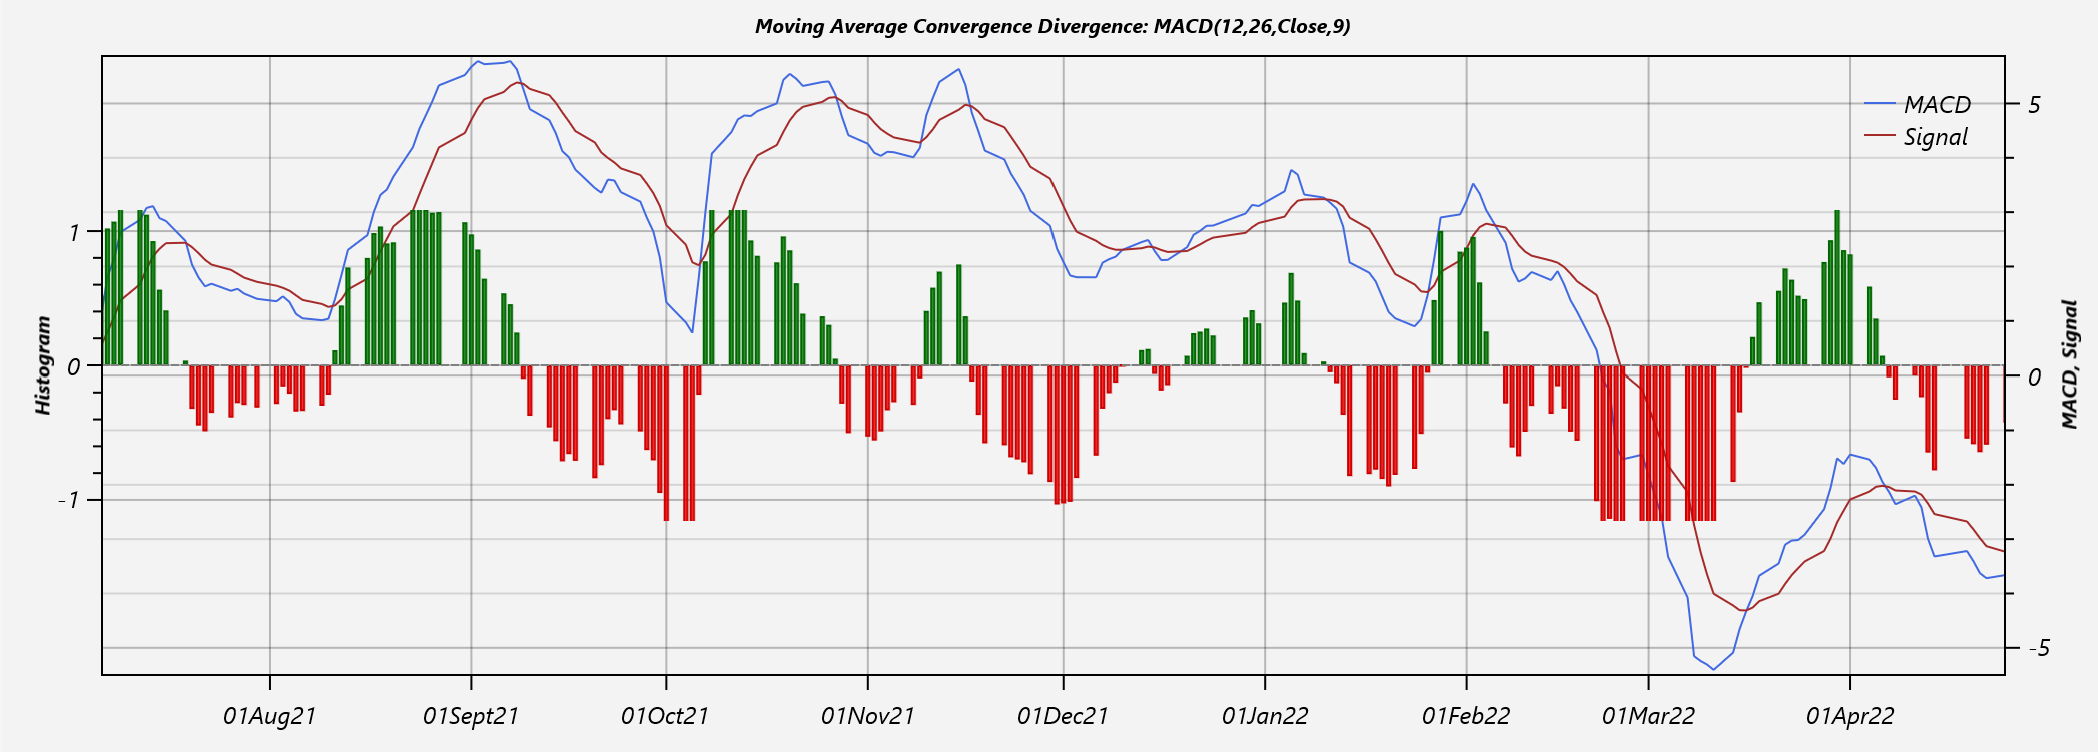 Moving Average Convergence Divergence: MACD(12,26,Close,9)
MACD
Signal
Histogram
1
0
-1
5
0
-5
MACD, Signal
01Aug21 01Sept21 01Oct21 01Nov21 01Dec21 01Jan22 01Feb22 01Mar22 01Apr22